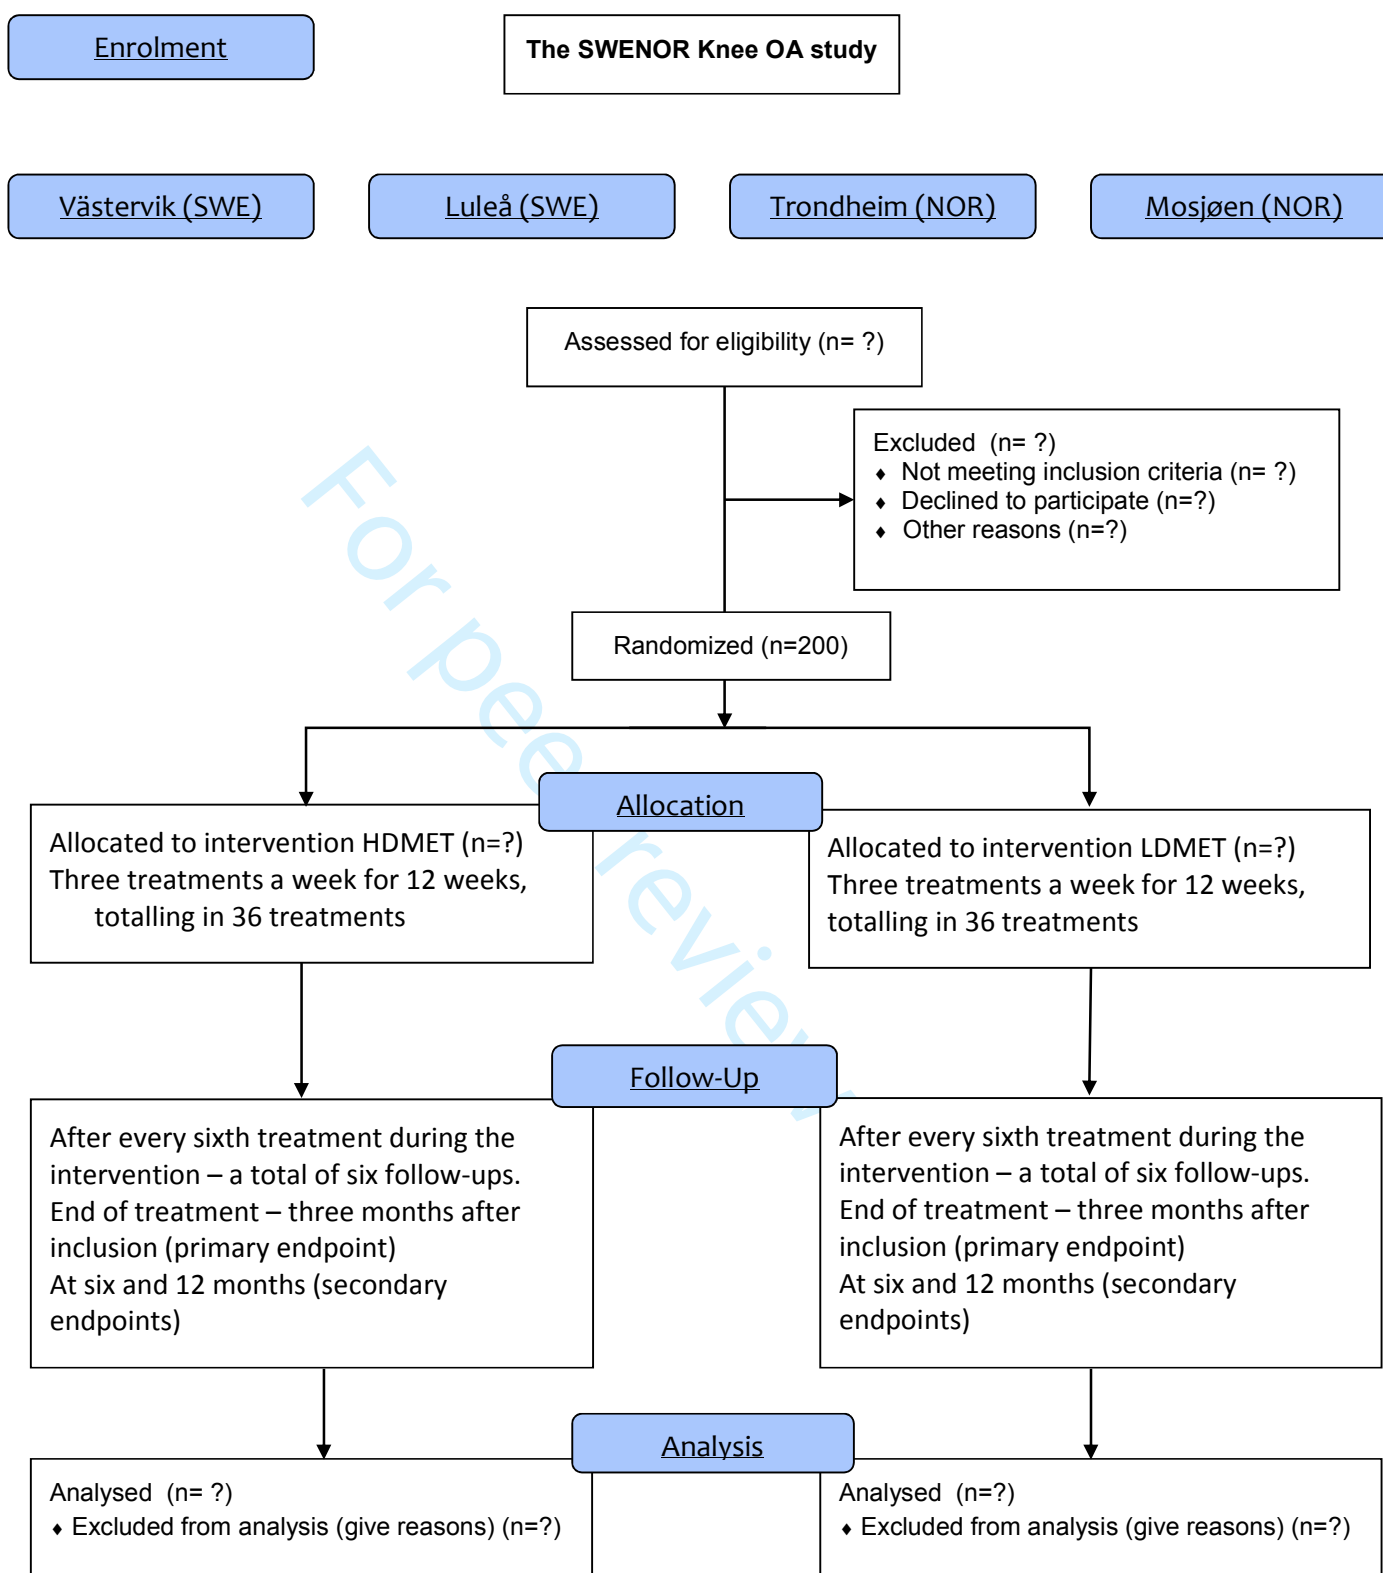 Enrolment
The SWENOR Knee OA study
Västervik (SWE)
Luleå (SWE)
Trondheim (NOR)
Mosjøen (NOR)
Assessed for eligibility (n= ?)
Excluded (n= ?)
♦ Not meeting inclusion criteria (n= ?)
♦ Declined to participate (n=?)
♦ Other reasons (n=?)
Randomized (n=200)
Allocation
Allocated to intervention HDMET (n=?)
Three treatments a week for 12 weeks,
totalling in 36 treatments
Allocated to intervention LDMET (n=?)
Three treatments a week for 12 weeks,
totalling in 36 treatments
Follow-Up
After every sixth treatment during the
intervention – a total of six follow-ups.
End of treatment – three months after
inclusion (primary endpoint)
At six and 12 months (secondary
endpoints)
After every sixth treatment during the
intervention – a total of six follow-ups.
End of treatment – three months after
inclusion (primary endpoint)
At six and 12 months (secondary
endpoints)
Analysis
Analysed (n= ?)
♦ Excluded from analysis (give reasons) (n=?)
Analysed (n=?)
♦ Excluded from analysis (give reasons) (n=?)
For peer review